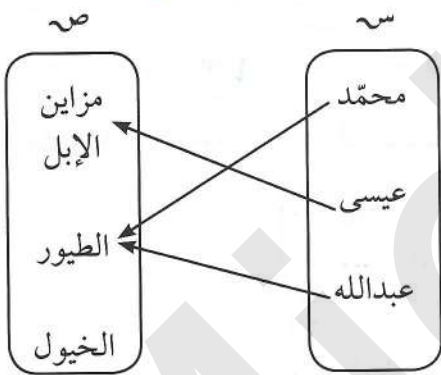 س
ص
محمّد
عيسى
عبدالله
مزاين
الإبل
الطيور
الخيول